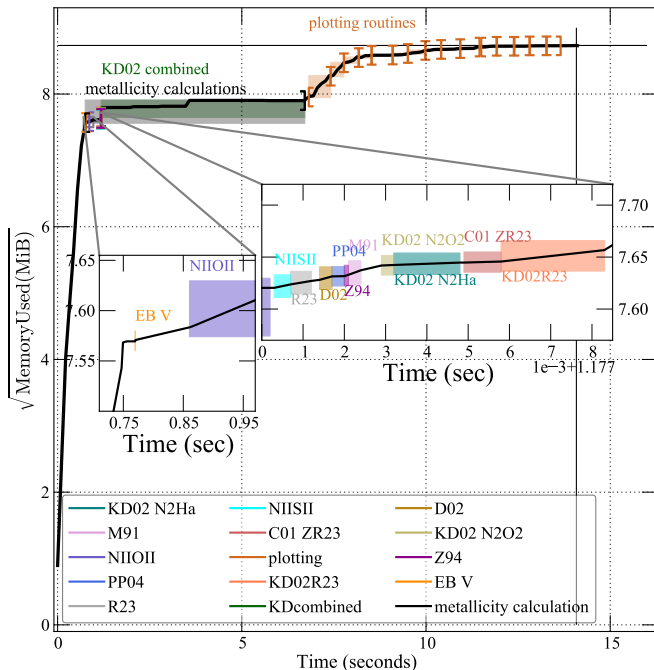 plotting routines
KD02 combined
metallicity calculations
8
6
4
2
0
√MemoryUsed(MiB)
7.70
7.65
7.60
M91
PP04
KD02 N2O2
C01 ZR23
NIISII
R23
D02
Z94
KD02 N2Ha
KD02R23
0 1 2 3 4 5 6 7 8
Time (sec)
1e−3+1.177
7.65
7.60
7.55
NIIOII
EB V
0.75 0.85 0.95
Time (sec)
KD02 N2Ha NIISII D02
M91 C01 ZR23 KD02 N2O2
NIIOII plotting Z94
PP04 KD02R23 EB V
R23 KDcombined metallicity calculation
0 5 10 15
Time (seconds)